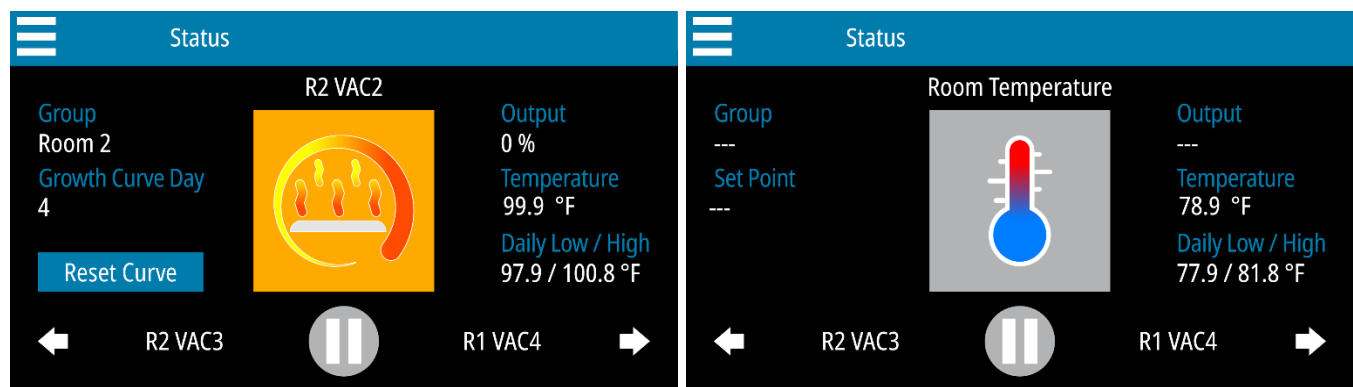 Status
R2 VAC2
Group
Room 2
Growth Curve Day
4
Reset Curve
Output
0 %
Temperature
99.9 °F
Daily Low / High
97.9 / 100.8 °F
R2 VAC3
R1 VAC4
Status
Room Temperature
Group
---
Set Point
---
Output
---
Temperature
78.9 °F
Daily Low / High
77.9 / 81.8 °F
R2 VAC3
R1 VAC4